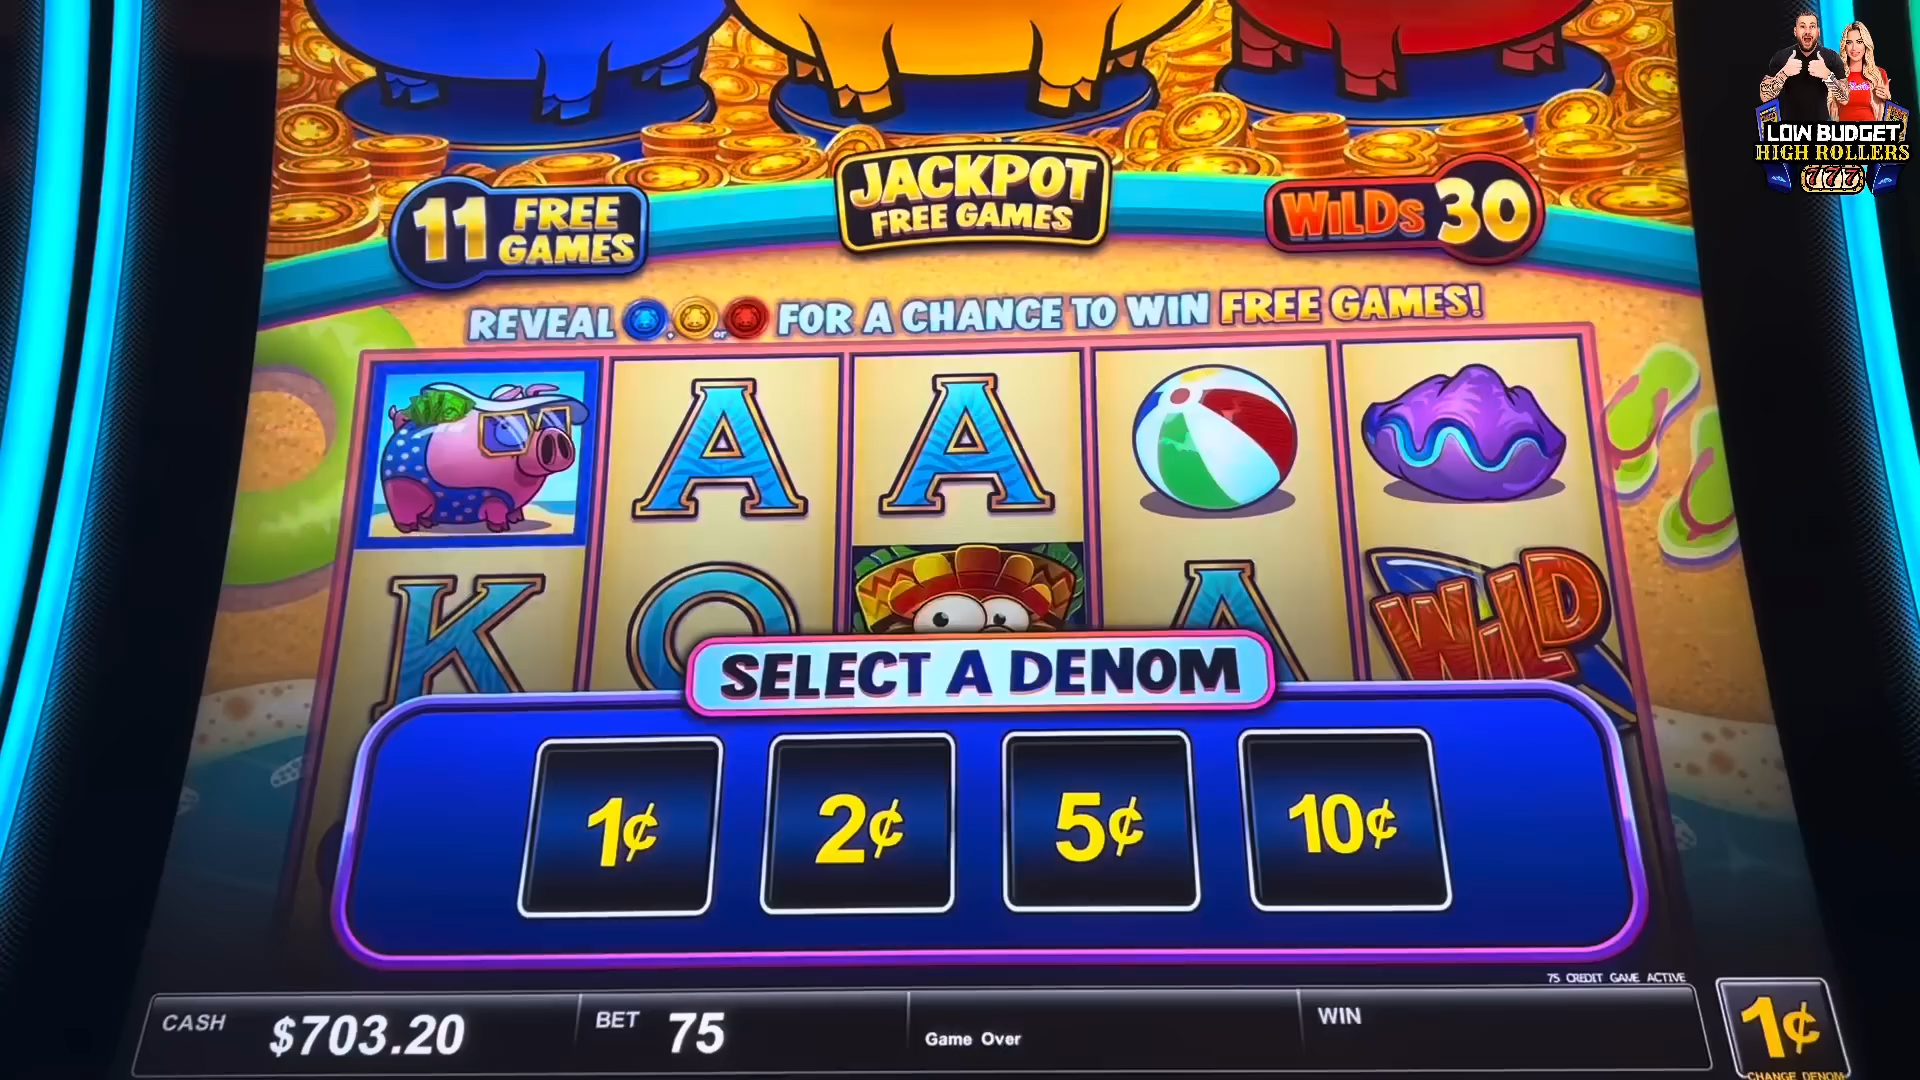 LOW BUDGET
HIGH ROLLERS
777
11 FREE GAMES
JACKPOT
FREE GAMES
WILDS 30
REVEAL , or FOR A CHANCE TO WIN FREE GAMES!
A
A
K
Q
A
WILD
SELECT A DENOM
1¢
2¢
5¢
10¢
75 CREDIT GAME ACTIVE
CASH $703.20
BET 75
Game Over
WIN
1¢
CHANGE DENOM